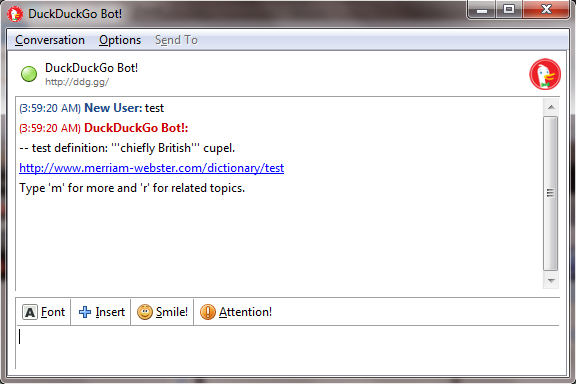 DuckDuckGo Bot!
Conversation Options Send To
DuckDuckGo Bot!
http://ddg.gg/
(3:59:20 AM) New User: test
(3:59:20 AM) DuckDuckGo Bot!:
-- test definition: '''chiefly British''' cupel.
http://www.merriam-webster.com/dictionary/test
Type 'm' for more and 'r' for related topics.
A Font Insert Smile! Attention!